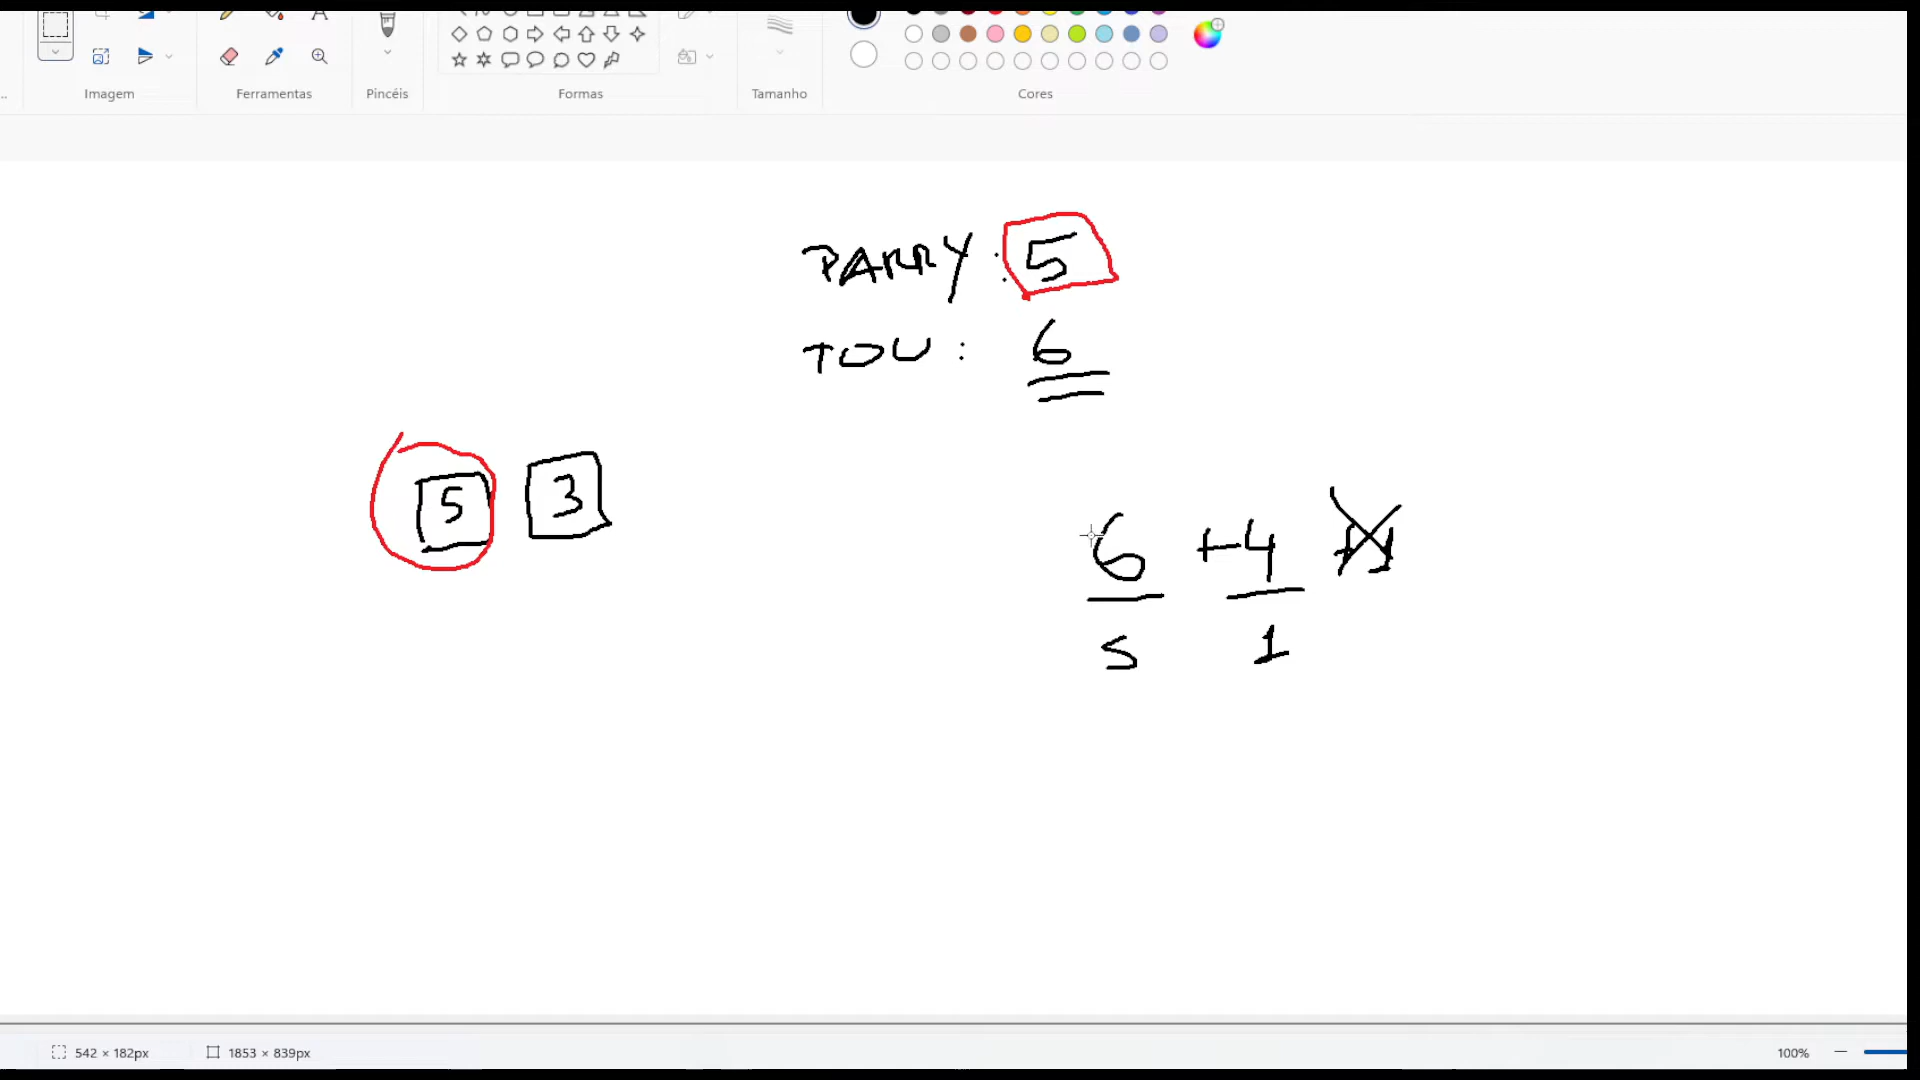 Imagem Ferramentas Pincéis Formas Tamanho Cores
PARRY : 5
TOU : 6
5 3
6 +4 +1
5 1
542 × 182px 1853 × 839px 100%